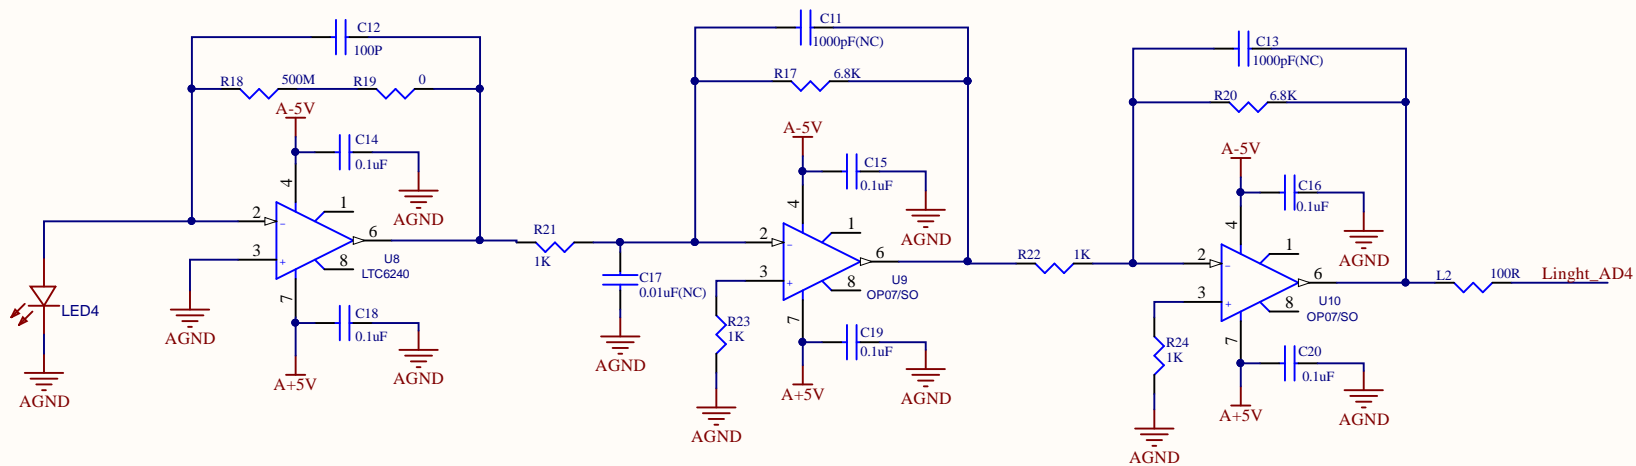 C12
100P
R18
500M
R19
0
A-5V
C14
0.1uF
4
AGND
2
1
6
3
8
U8
LTC6240
7
AGND
LED4
C18
0.1uF
AGND
A+5V
AGND
R21
1K
C17
0.01uF(NC)
AGND
C11
1000pF(NC)
R17
6.8K
A-5V
C15
0.1uF
4
AGND
2
1
6
3
8
U9
OP07/SO
7
R23
1K
C19
0.1uF
A+5V
AGND
AGND
R22
1K
C13
1000pF(NC)
R20
6.8K
A-5V
C16
0.1uF
4
AGND
2
1
6
3
8
U10
OP07/SO
7
R24
1K
C20
0.1uF
A+5V
AGND
AGND
L2
100R
Linght_AD4